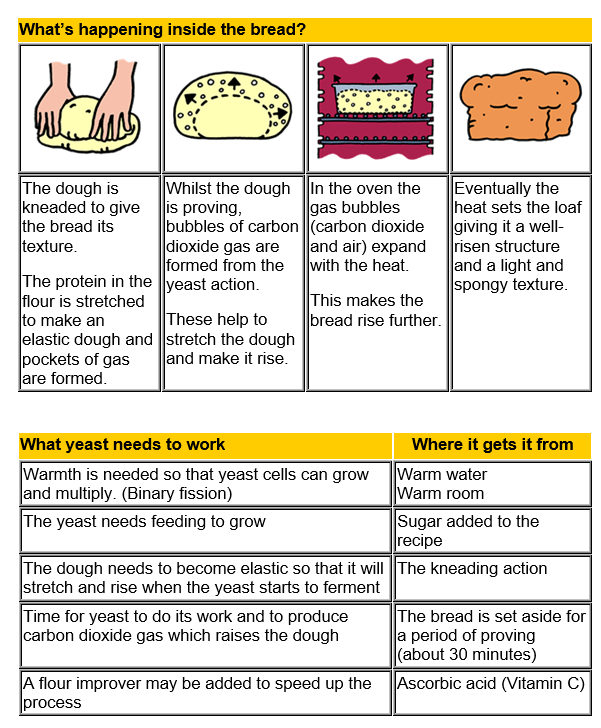 What's happening inside the bread?
The dough is
kneaded to give
the bread its
texture.
The protein in the
flour is stretched
to make an
elastic dough and
pockets of gas
are formed.
Whilst the dough
is proving,
bubbles of carbon
dioxide gas are
formed from the
yeast action.
These help to
stretch the dough
and make it rise.
In the oven the
gas bubbles
(carbon dioxide
and air) expand
with the heat.
This makes the
bread rise further.
Eventually the
heat sets the loaf
giving it a well-
risen structure
and a light and
spongy texture.
What yeast needs to work
Where it gets it from
Warmth is needed so that yeast cells can grow
and multiply. (Binary fission)
Warm water
Warm room
The yeast needs feeding to grow
Sugar added to the
recipe
The dough needs to become elastic so that it will
stretch and rise when the yeast starts to ferment
The kneading action
Time for yeast to do its work and to produce
carbon dioxide gas which raises the dough
The bread is set aside for
a period of proving
(about 30 minutes)
A flour improver may be added to speed up the
process
Ascorbic acid (Vitamin C)